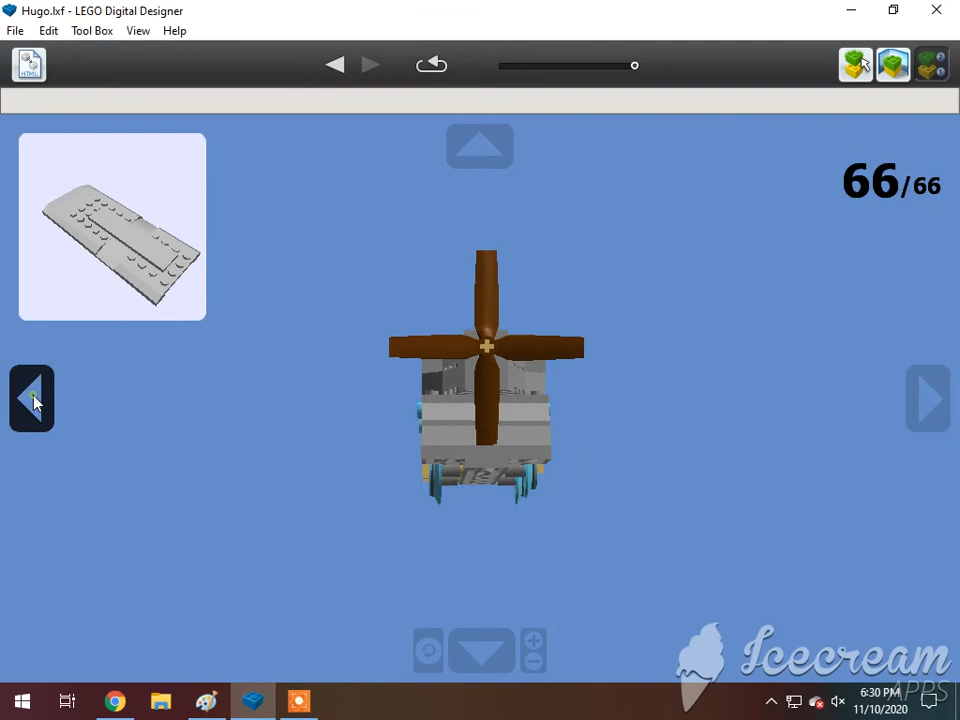 Hugo.lxf - LEGO Digital Designer
File Edit Tool Box View Help
HTML
66/66
Icecream
APPS
6:30 PM
11/10/2020